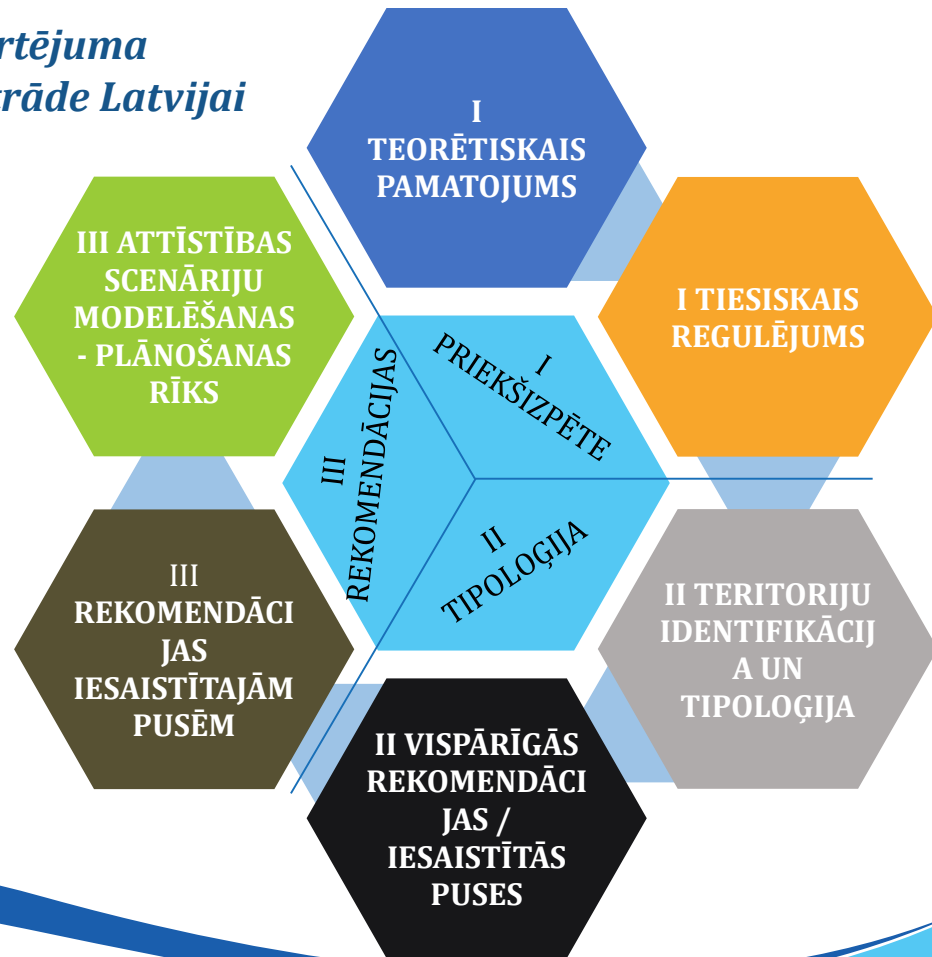 rtējuma
rāde Latvijai
I
TEORĒTISKAIS
PAMATOJUMS
I TIESISKAIS
REGULĒJUMS
II TERITORIJU
IDENTIFIKĀCIJ
A UN
TIPOLOĢIJA
II VISPĀRĪGĀS
REKOMENDĀCI
JAS /
IESAISTĪTĀS
PUSES
III
REKOMENDĀCI
JAS
IESAISTĪTAJĀM
PUSĒM
III ATTĪSTĪBAS
SCENĀRIJU
MODELĒŠANAS
- PLĀNOŠANAS
RĪKS
I
PRIEKŠIZPĒTE
II
TIPOLOĢIJA
III
REKOMENDĀCIJAS